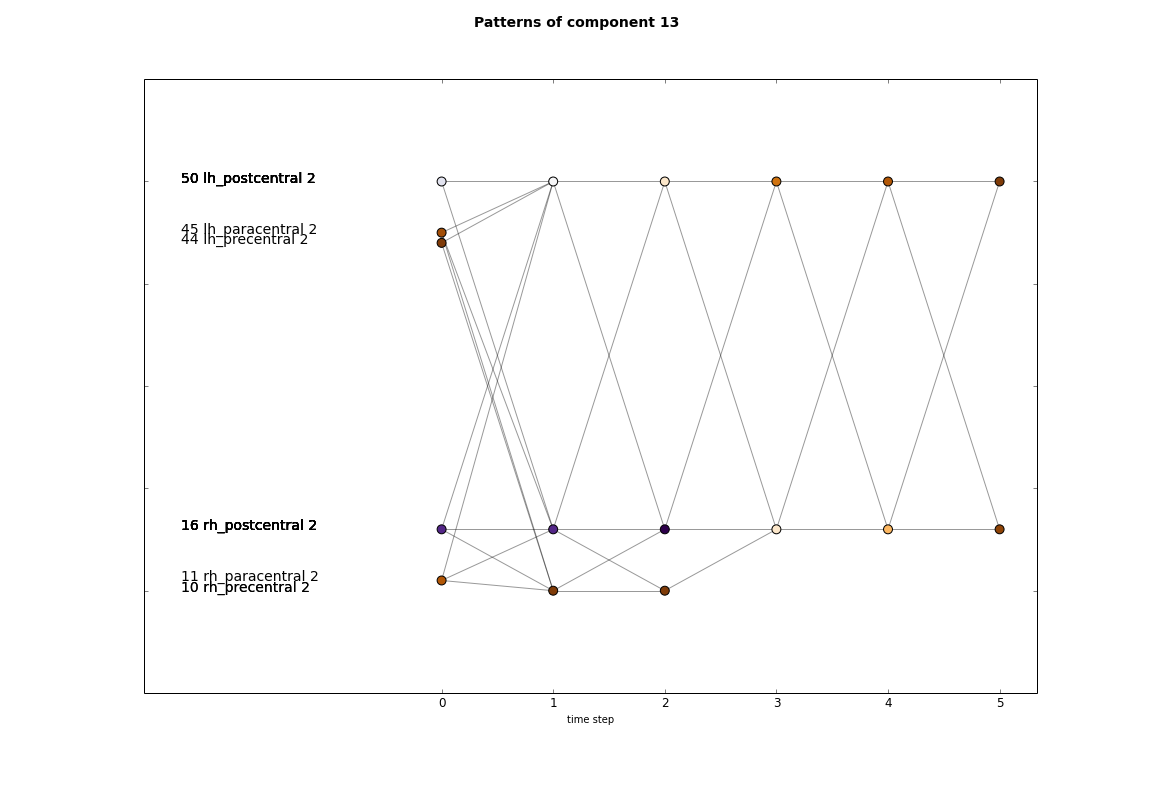 Patterns of component 13
50 lh_postcentral 2
45 lh_paracentral 2
44 lh_precentral 2
16 rh_postcentral 2
11 rh_paracentral 2
10 rh_precentral 2
0 1 2 3 4 5
time step